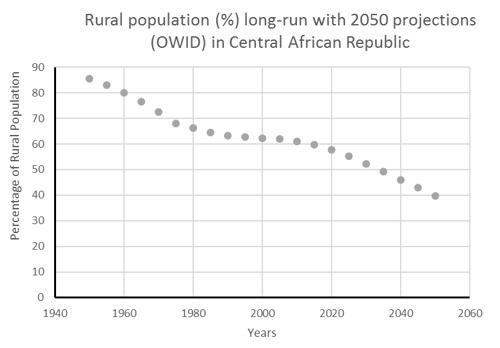 Rural population (%) long-run with 2050 projections
(OWID) in Central African Republic
Percentage of Rural Population
90
80
70
60
50
40
30
20
10
0
1940 1960 1980 2000 2020 2040 2060
Years